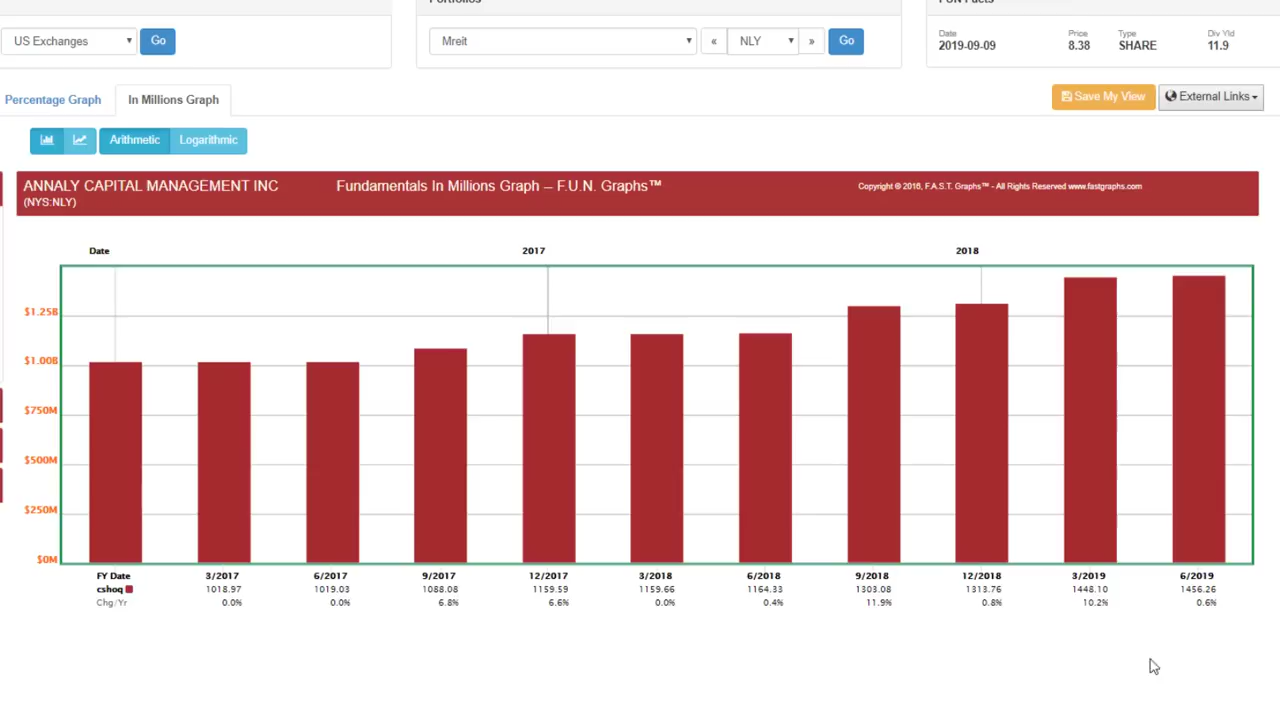 US Exchanges Go
Mreit « NLY » Go
Date Price Type Div Yld
2019-09-09 8.38 SHARE 11.9
Percentage Graph In Millions Graph Save My View External Links
Arithmetic Logarithmic
ANNALY CAPITAL MANAGEMENT INC Fundamentals In Millions Graph – F.U.N. Graphs™ Copyright © 2016, F.A.S.T. Graphs™ - All Rights Reserved www.fastgraphs.com
(NYS:NLY)
Date 2017 2018
$1.25B
$1.00B
$750M
$500M
$250M
$0M
FY Date 3/2017 6/2017 9/2017 12/2017 3/2018 6/2018 9/2018 12/2018 3/2019 6/2019
cshoq 1018.97 1019.03 1088.08 1159.59 1159.66 1164.33 1303.08 1313.76 1448.10 1456.26
Chg/Yr 0.0% 0.0% 6.8% 6.6% 0.0% 0.4% 11.9% 0.8% 10.2% 0.6%